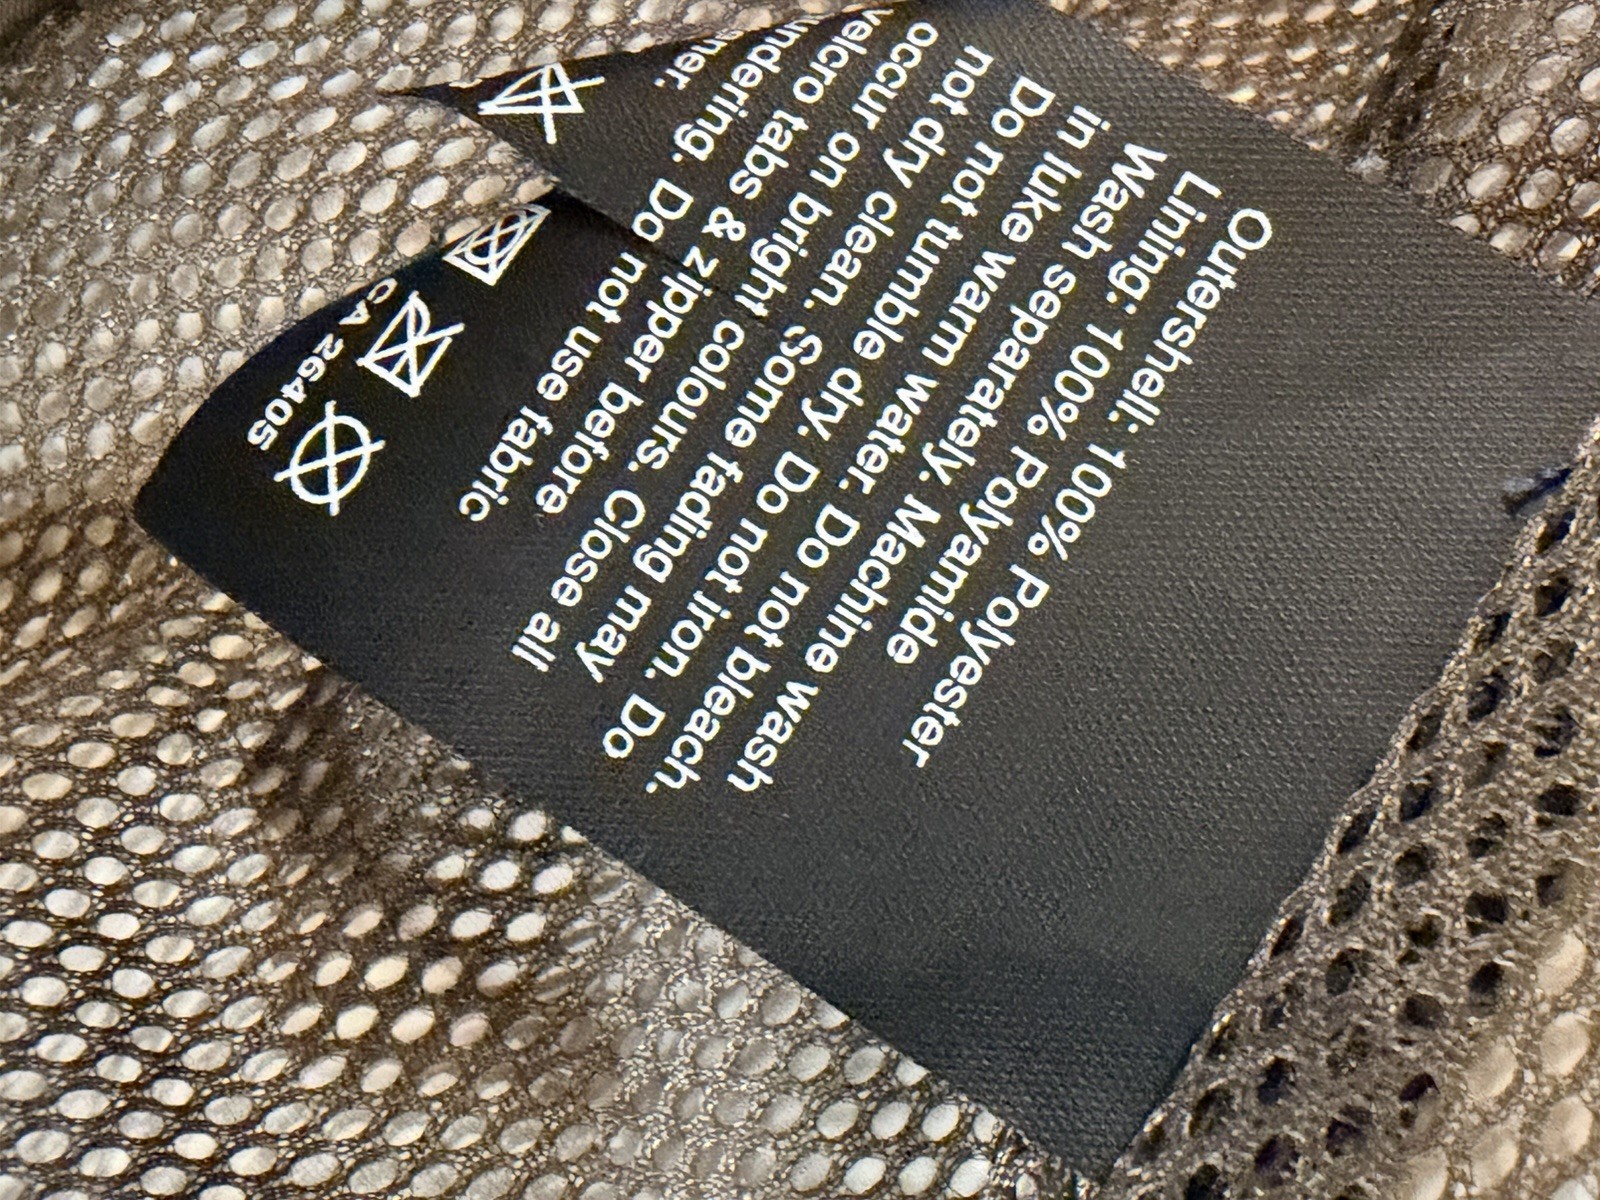 Outershell: 100% Polyester
Lining: 100% Polyamide
Wash separately. Machine wash
in luke warm water. Do not bleach.
Do not tumble dry. Do not iron. Do
not dry clean. Some fading may
occur on bright colours. Close all
velcro tabs & zipper before
undering. Do not use fabric
ner.
CA 26405